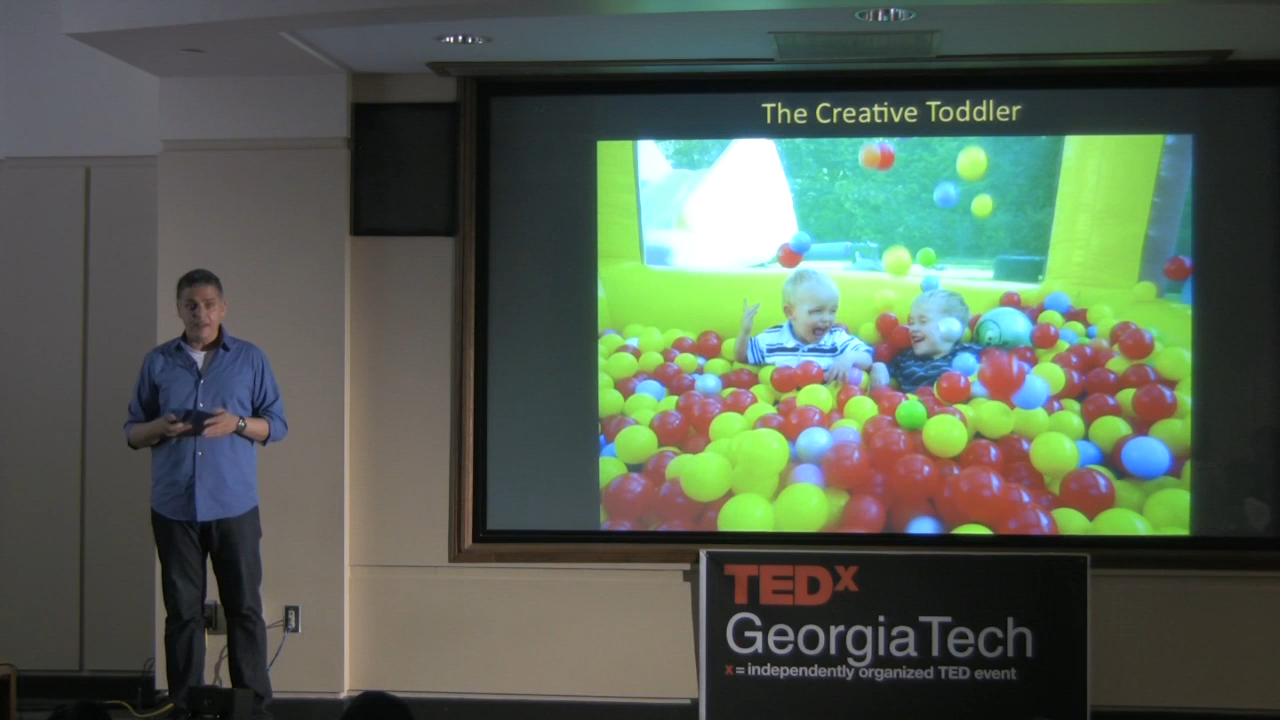 The Creative Toddler
TEDx
GeorgiaTech
x = independently organized TED event